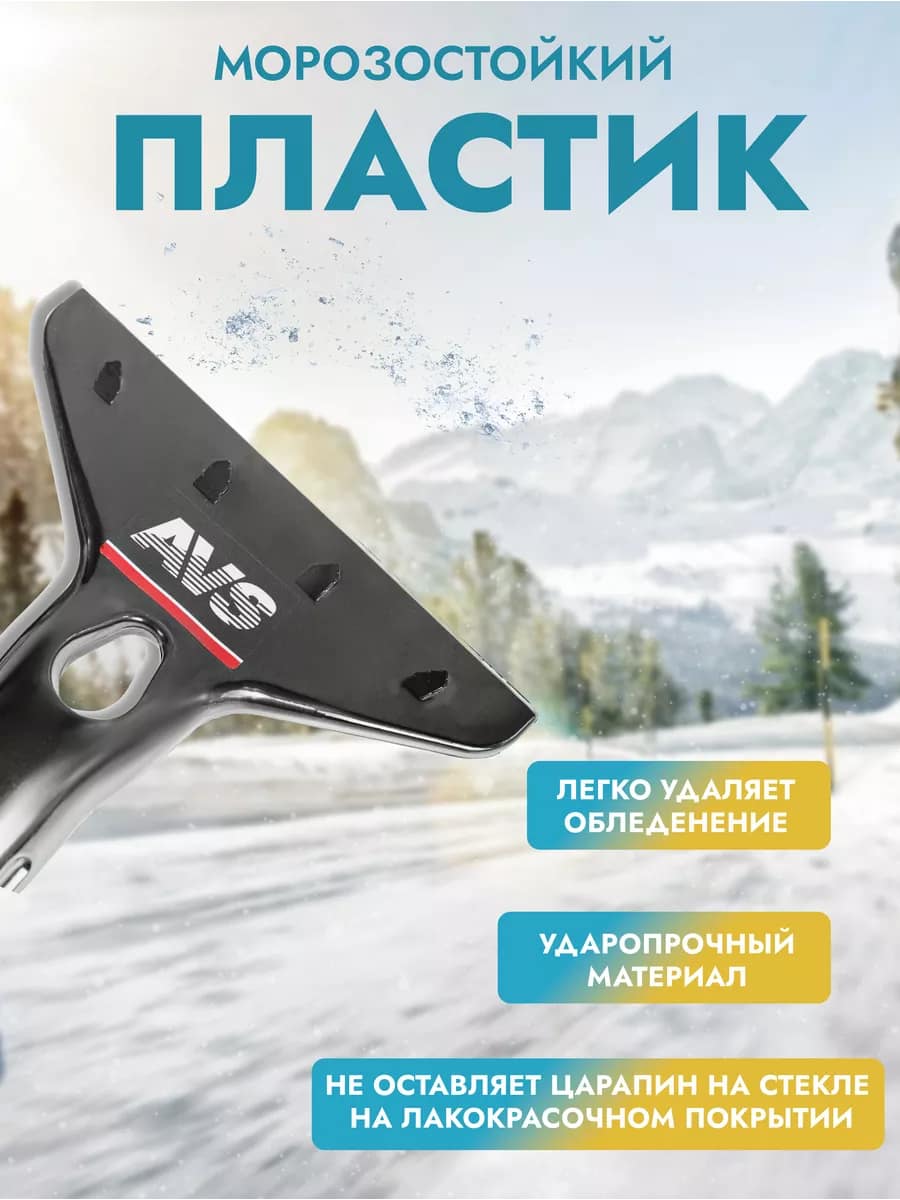 МОРОЗОСТОЙКИЙ
ПЛАСТИК
AVS
ЛЕГКО УДАЛЯЕТ
ОБЛЕДЕНЕНИЕ
УДАРОПРОЧНЫЙ
МАТЕРИАЛ
НЕ ОСТАВЛЯЕТ ЦАРАПИН НА СТЕКЛЕ
НА ЛАКОКРАСОЧНОМ ПОКРЫТИИ